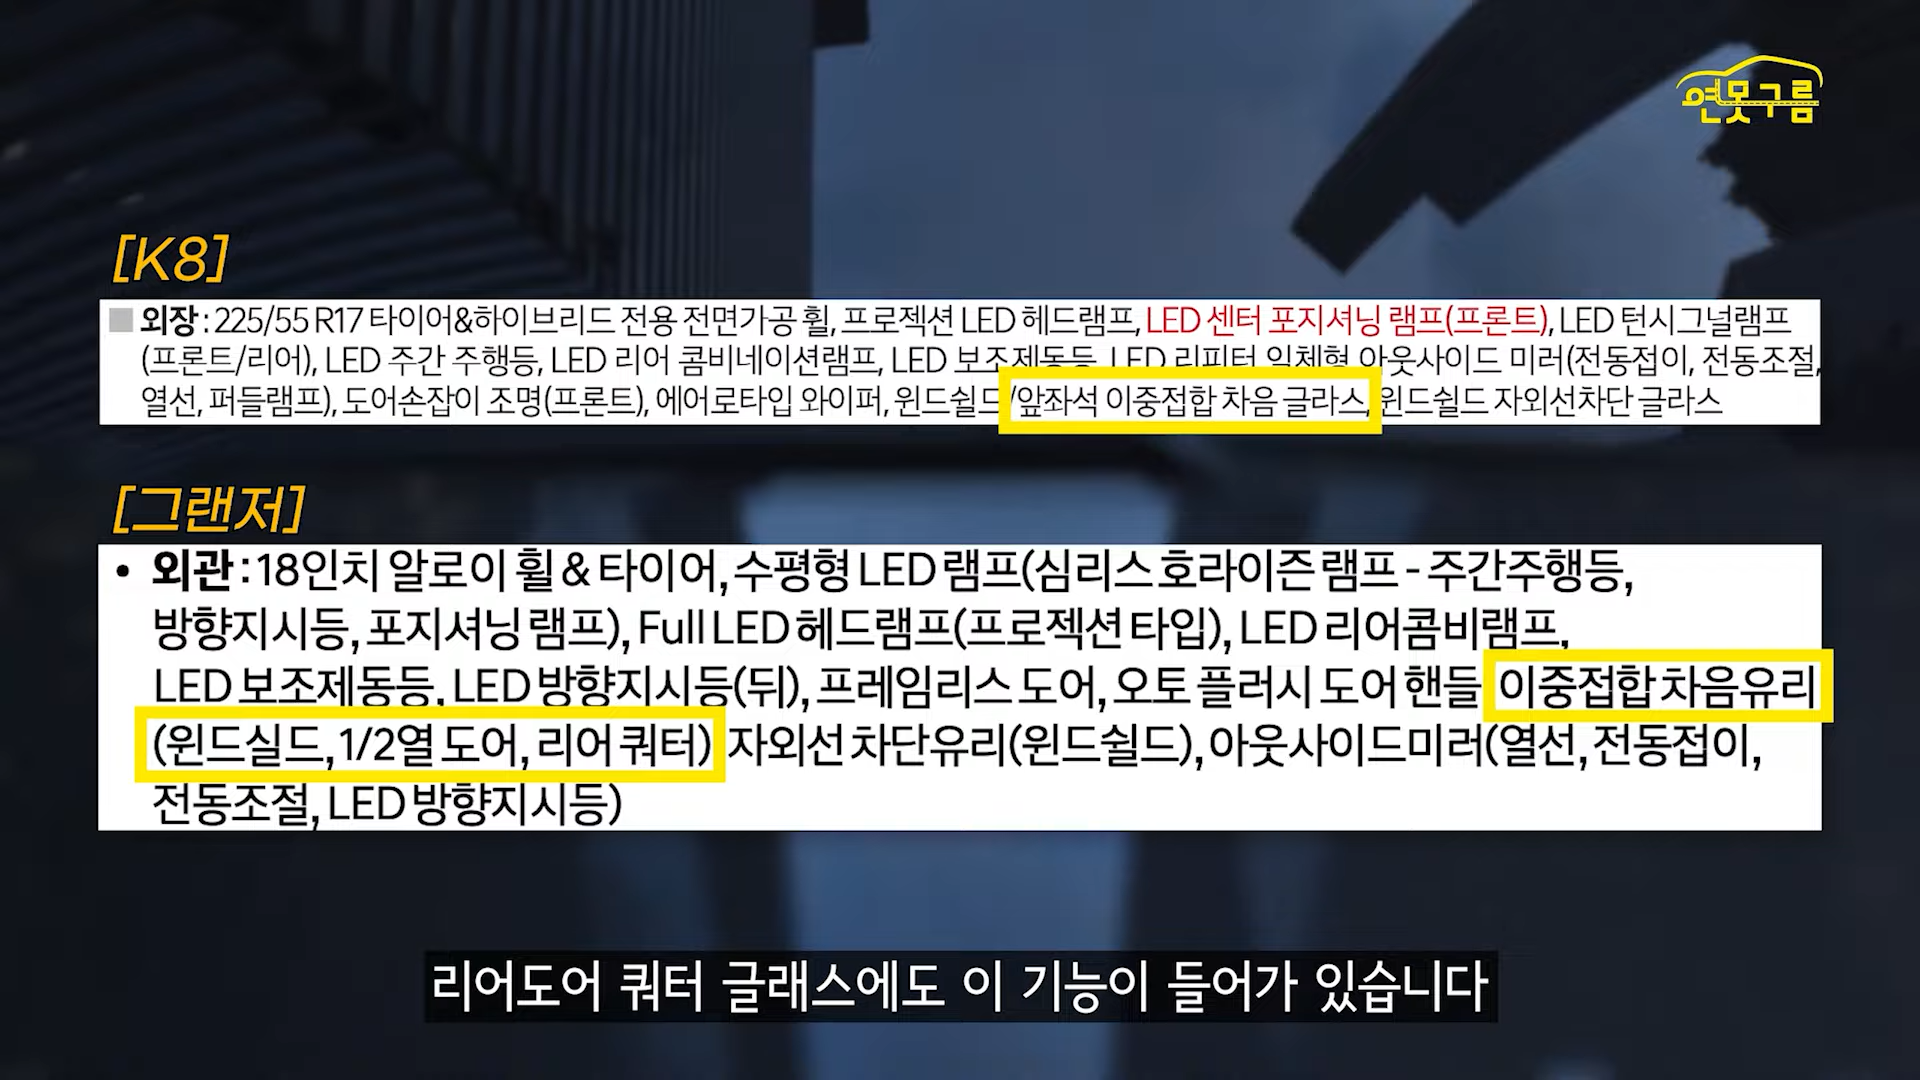 연못구름
[K8]
외장 : 225/55 R17 타이어&하이브리드 전용 전면가공 휠, 프로젝션 LED 헤드램프, LED 센터 포지셔닝 램프(프론트), LED 턴시그널램프
(프론트/리어), LED 주간 주행등, LED 리어 콤비네이션램프, LED 보조제동등, LED 리피터 일체형 아웃사이드 미러(전동접이, 전동조절,
열선, 퍼들램프), 도어손잡이 조명(프론트), 에어로타입 와이퍼, 윈드쉴드/앞좌석 이중접합 차음 글라스, 윈드쉴드 자외선차단 글라스
[그랜저]
• 외관 : 18인치 알로이 휠 & 타이어, 수평형 LED 램프(심리스 호라이즌 램프 - 주간주행등,
방향지시등, 포지셔닝 램프), Full LED 헤드램프(프로젝션 타입), LED 리어콤비램프,
LED 보조제동등, LED 방향지시등(뒤), 프레임리스 도어, 오토 플러시 도어 핸들 이중접합 차음유리
(윈드실드, 1/2열 도어, 리어 쿼터) 자외선 차단유리(윈드쉴드), 아웃사이드미러(열선, 전동접이,
전동조절, LED 방향지시등)
리어도어 쿼터 글래스에도 이 기능이 들어가 있습니다